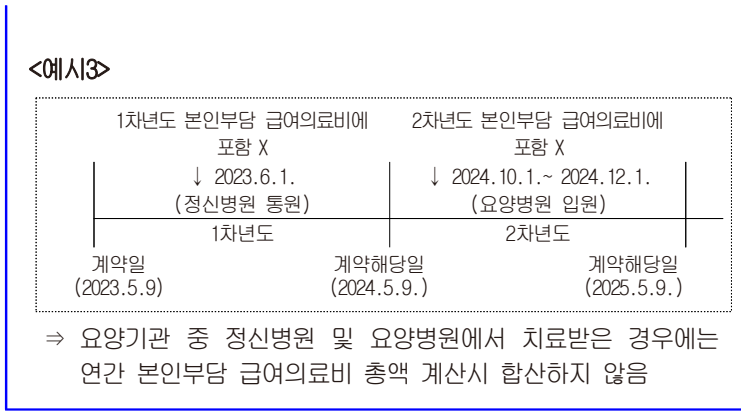 <예시3>
1차년도 본인부담 급여의료비에 2차년도 본인부담 급여의료비에
포함 X 포함 X
↓ 2023.6.1. ↓ 2024.10.1.~ 2024.12.1.
(정신병원 통원) (요양병원 입원)
1차년도 2차년도
계약일 계약해당일 계약해당일
(2023.5.9) (2024.5.9.) (2025.5.9.)
⇒ 요양기관 중 정신병원 및 요양병원에서 치료받은 경우에는
연간 본인부담 급여의료비 총액 계산시 합산하지 않음